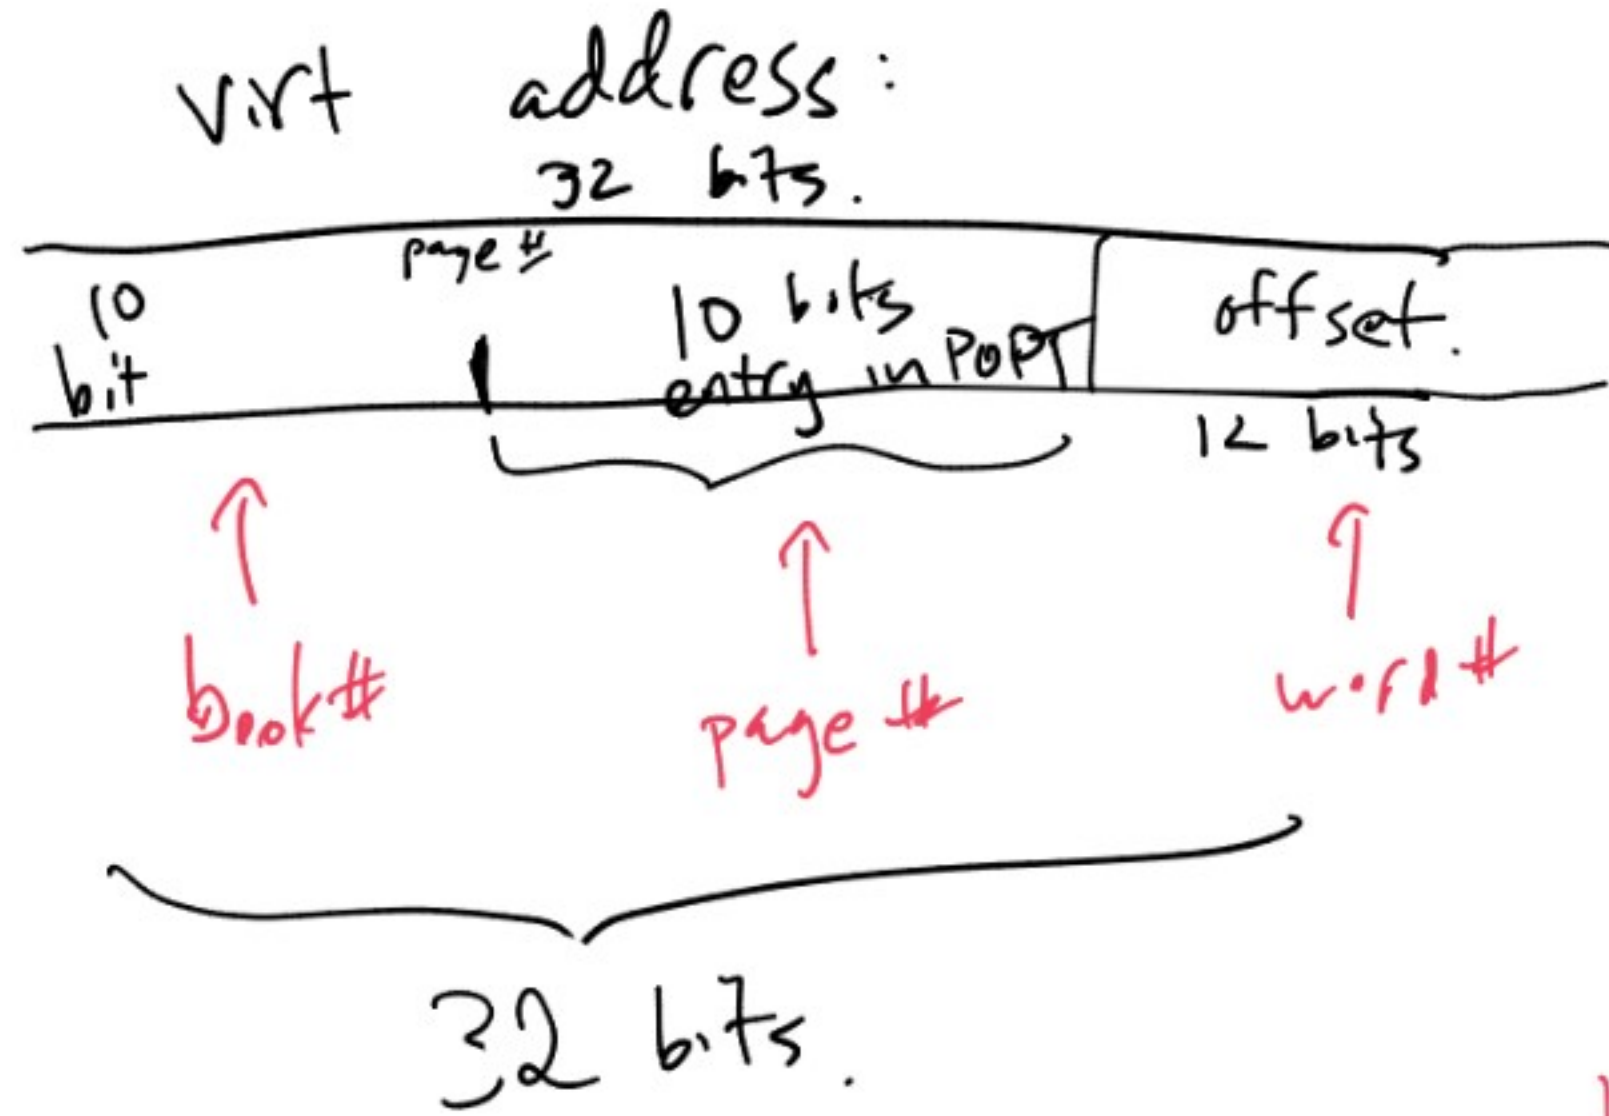 virt address:
32 bits.
page #
10 bit
10 bits
entry in POPT
offset.
12 bits
book #
page #
word #
32 bits.